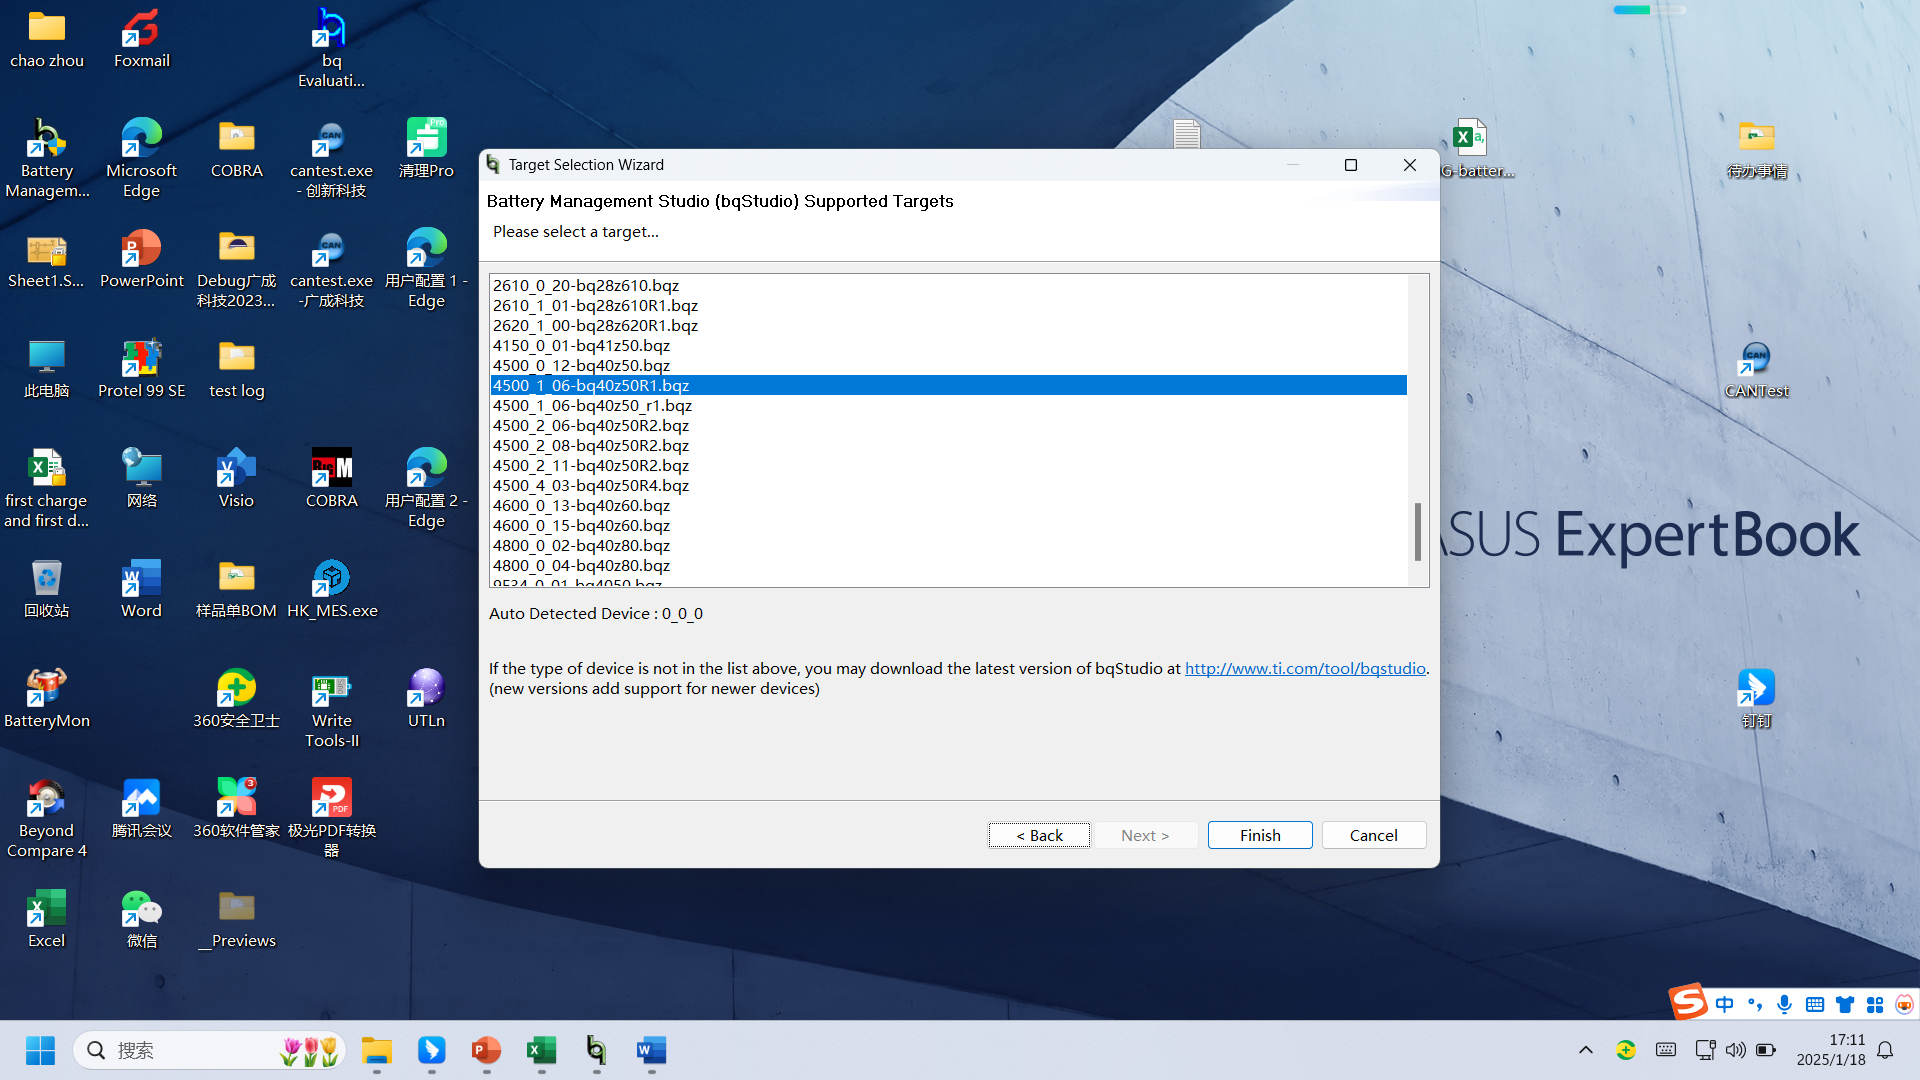 chao zhou
Foxmail
bq
Evaluati...
Battery
Managem...
Microsoft
Edge
COBRA
cantest.exe
- 创新科技
清理Pro
Sheet1.S...
PowerPoint
Debug广成
科技2023...
cantest.exe
-广成科技
用户配置 1 -
Edge
此电脑
Protel 99 SE
test log
first charge
and first d...
网络
Visio
COBRA
用户配置 2 -
Edge
回收站
Word
样品单BOM
HK_MES.exe
BatteryMon
360安全卫士
Write
Tools-II
UTLn
Beyond
Compare 4
腾讯会议
360软件管家
极光PDF转换
器
Excel
微信
__Previews
Target Selection Wizard
Battery Management Studio (bqStudio) Supported Targets
Please select a target...
2610_0_20-bq28z610.bqz
2610_1_01-bq28z610R1.bqz
2620_1_00-bq28z620R1.bqz
4150_0_01-bq41z50.bqz
4500_0_12-bq40z50.bqz
4500_1_06-bq40z50R1.bqz
4500_1_06-bq40z50_r1.bqz
4500_2_06-bq40z50R2.bqz
4500_2_08-bq40z50R2.bqz
4500_2_11-bq40z50R2.bqz
4500_4_03-bq40z50R4.bqz
4600_0_13-bq40z60.bqz
4600_0_15-bq40z60.bqz
4800_0_02-bq40z80.bqz
4800_0_04-bq40z80.bqz
9F34_0_01-bq4050.bqz
Auto Detected Device : 0_0_0
If the type of device is not in the list above, you may download the latest version of bqStudio at http://www.ti.com/tool/bqstudio.
(new versions add support for newer devices)
< Back
Next >
Finish
Cancel
G-batter...
待办事情
CANTest
ASUS ExpertBook
钉钉
中
搜索
17:11
2025/1/18